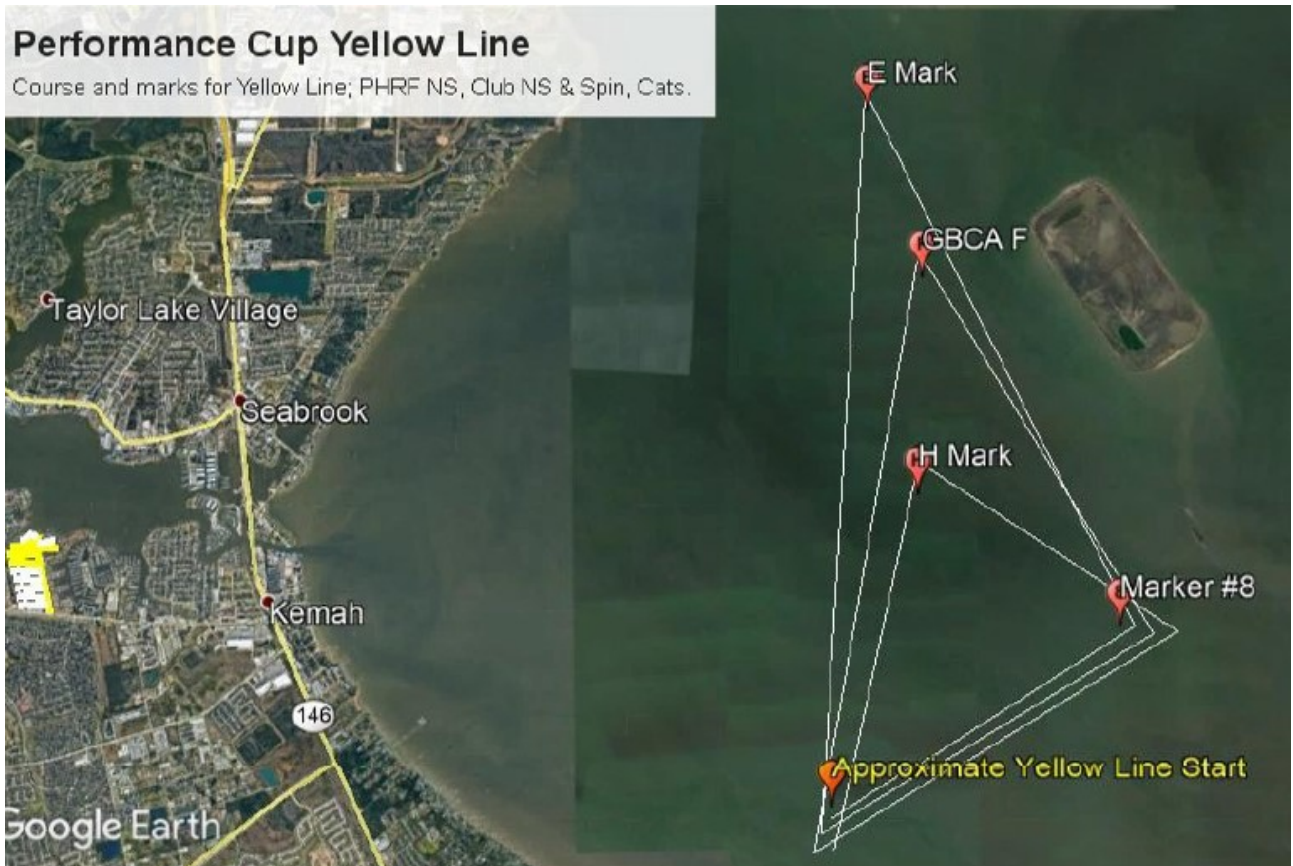 Performance Cup Yellow Line
Course and marks for Yellow Line; PHRF NS, Club NS & Spin, Cats.
E Mark
GBCA F
Taylor Lake Village
Seabrook
H Mark
Marker #8
Kemah
146
Approximate Yellow Line Start
Google Earth